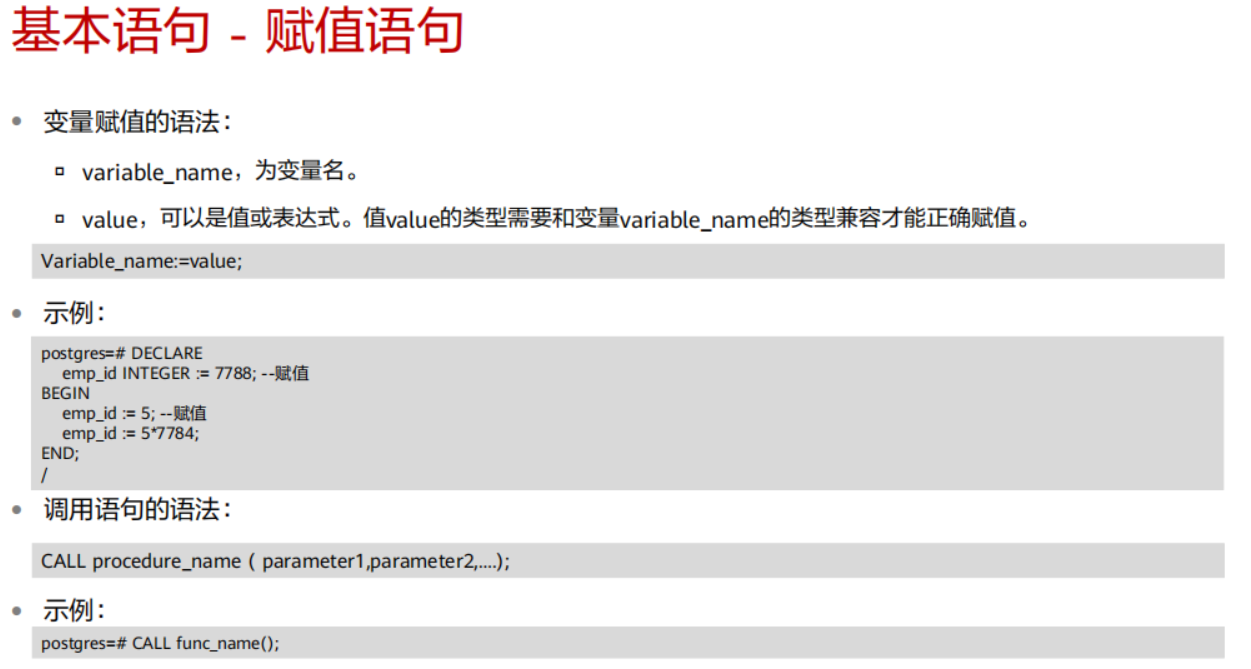 基本语句 - 赋值语句
变量赋值的语法：
variable_name，为变量名。
value，可以是值或表达式。值value的类型需要和变量variable_name的类型兼容才能正确赋值。
Variable_name:=value;
示例：
postgres=# DECLARE
emp_id INTEGER := 7788; --赋值
BEGIN
emp_id := 5; --赋值
emp_id := 5*7784;
END;
/
调用语句的语法：
CALL procedure_name ( parameter1,parameter2,....);
示例：
postgres=# CALL func_name();